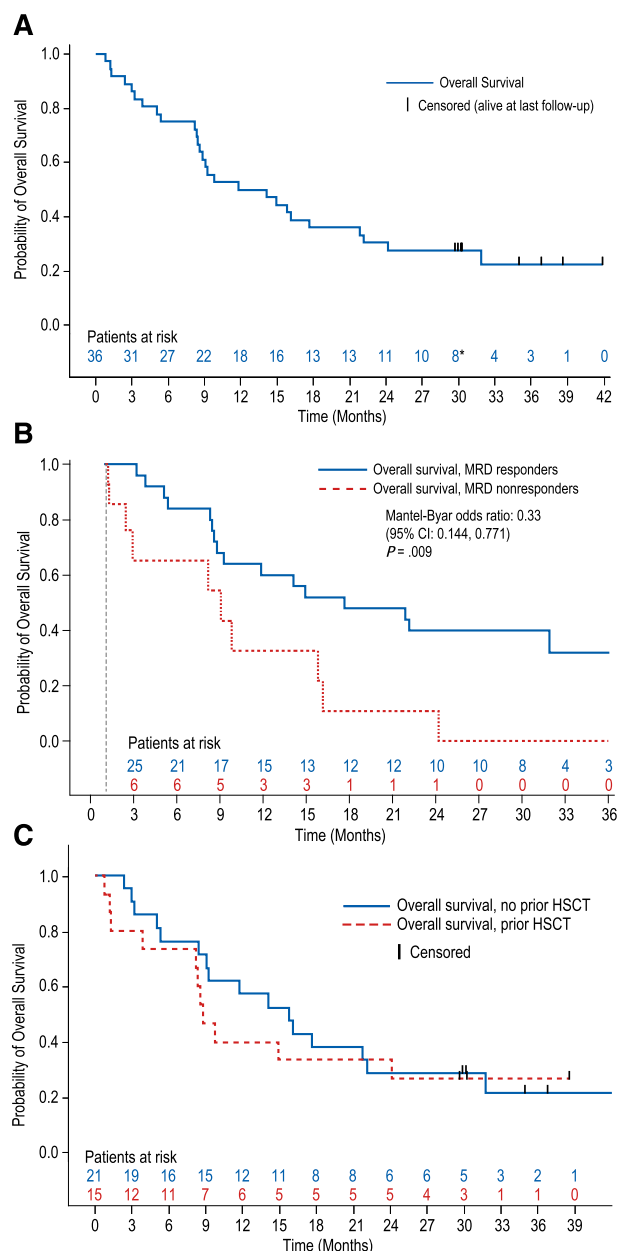 A
1.0
0.8
0.6
0.4
0.2
0.0
Probability of Overall Survival
Overall Survival
Censored (alive at last follow-up)
Patients at risk
36 31 27 22 18 16 13 13 11 10 8* 4 3 1 0
0 3 6 9 12 15 18 21 24 27 30 33 36 39 42
Time (Months)
B
1.0
0.8
0.6
0.4
0.2
0.0
Probability of Overall Survival
Overall survival, MRD responders
Overall survival, MRD nonresponders
Mantel-Byar odds ratio: 0.33
(95% CI: 0.144, 0.771)
P = .009
Patients at risk
25 21 17 15 13 12 12 10 10 8 4 3
6 6 5 3 3 1 1 1 0 0 0 0
0 3 6 9 12 15 18 21 24 27 30 33 36
Time (Months)
C
1.0
0.8
0.6
0.4
0.2
0.0
Probability of Overall Survival
Overall survival, no prior HSCT
Overall survival, prior HSCT
Censored
Patients at risk
21 19 16 15 12 11 8 8 6 6 5 3 2 1
15 12 11 7 6 5 5 5 5 4 3 1 1 0
0 3 6 9 12 15 18 21 24 27 30 33 36 39
Time (Months)